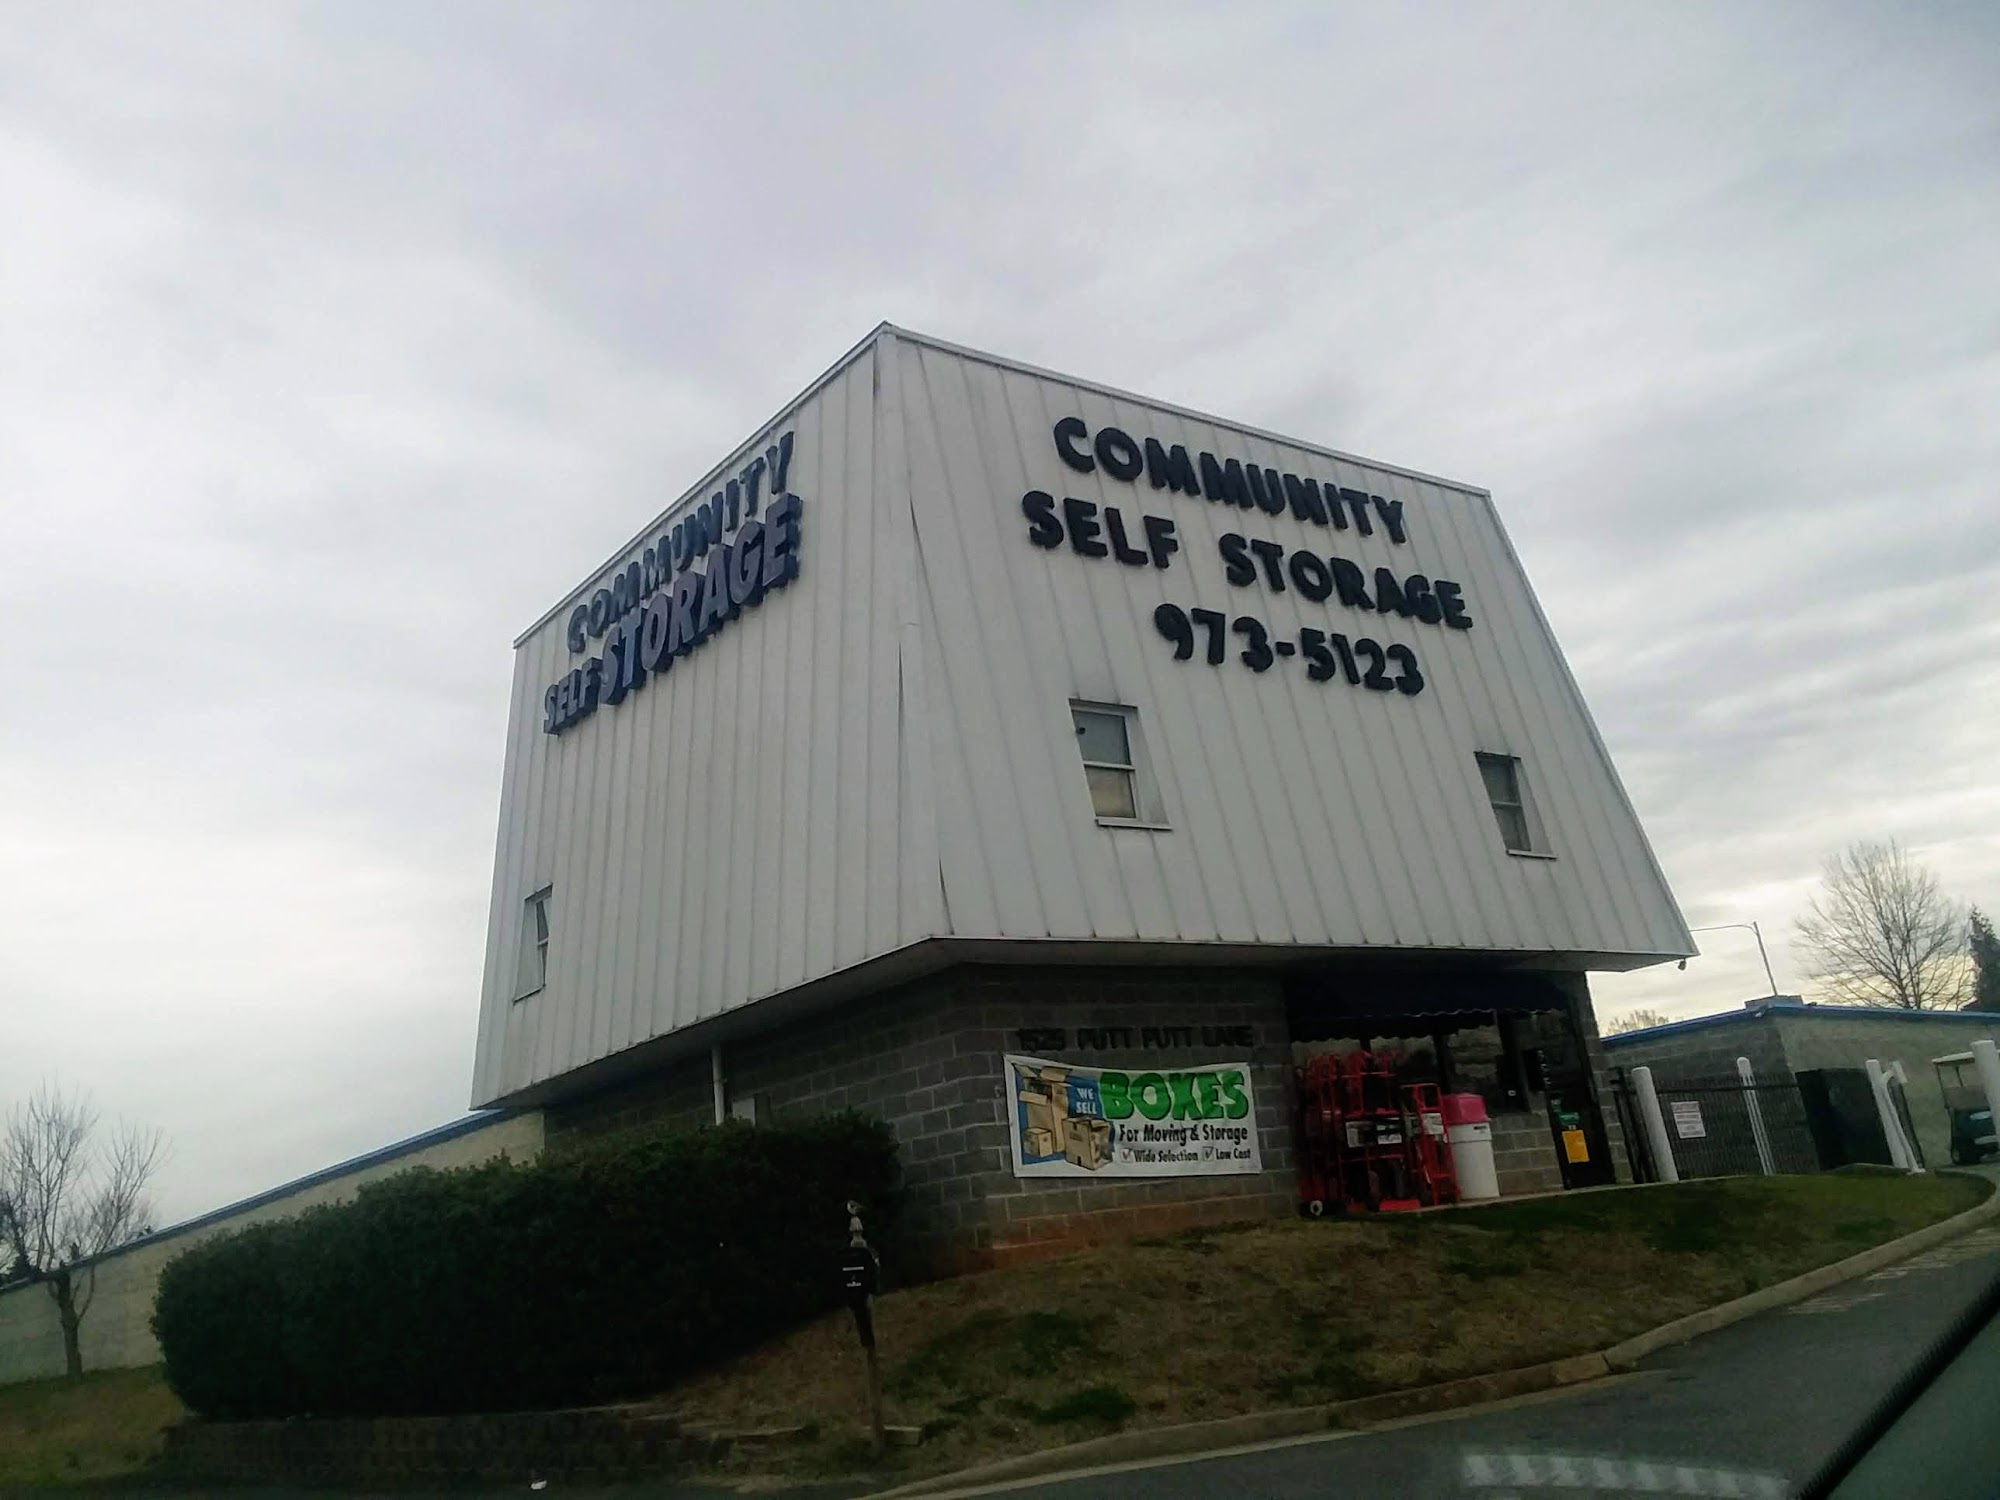 COMMUNITY
SELF STORAGE
COMMUNITY
SELF STORAGE
973-5123
1525 PUTT PUTT LANE
WE
SELL
BOXES
For Moving & Storage
Wide Selection Low Cost